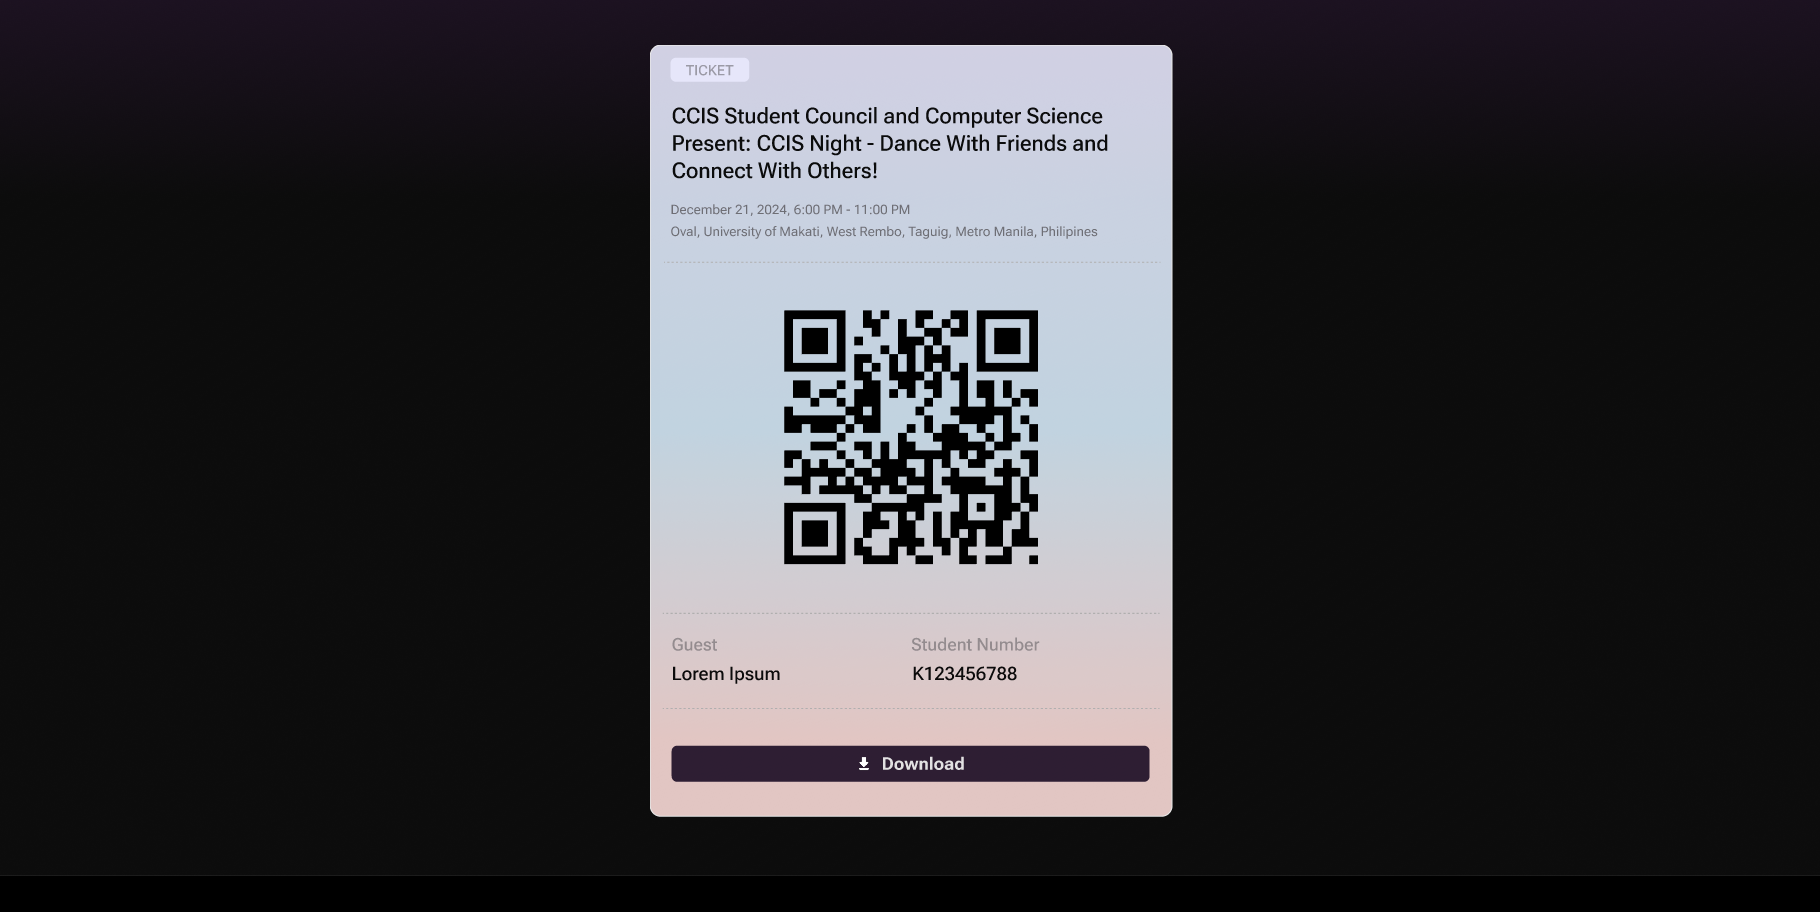 TICKET
CCIS Student Council and Computer Science
Present: CCIS Night - Dance With Friends and
Connect With Others!
December 21, 2024, 6:00 PM - 11:00 PM
Oval, University of Makati, West Rembo, Taguig, Metro Manila, Philipines
Guest
Student Number
Lorem Ipsum
K123456788
Download